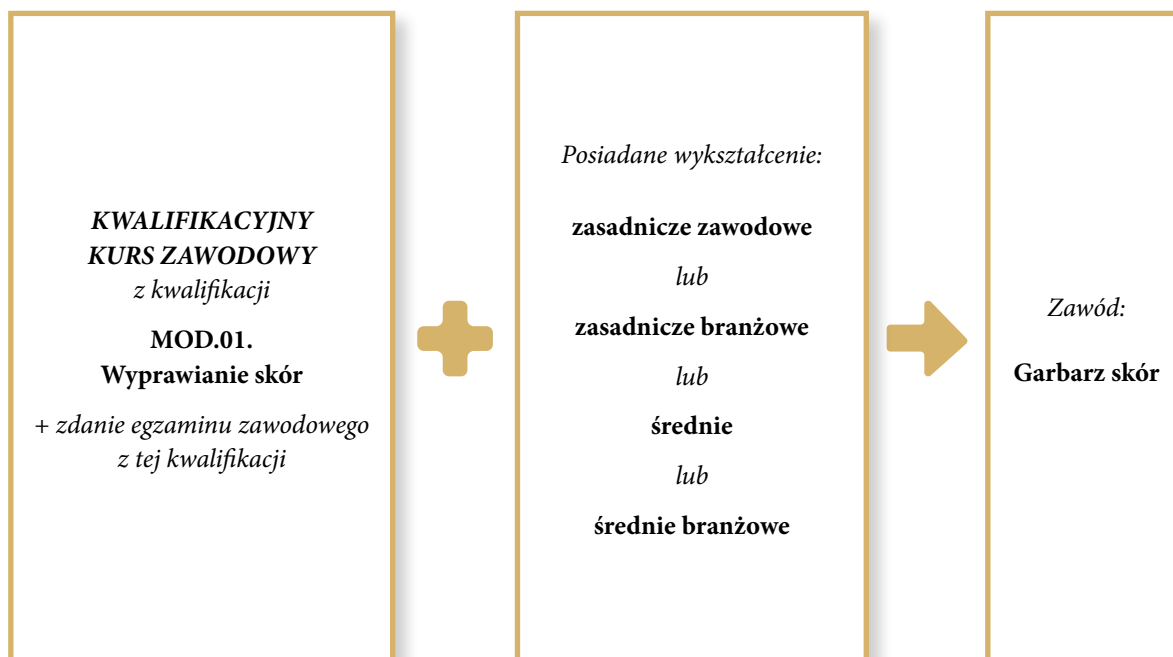 KWALIFIKACYJNY
KURS ZAWODOWY
z kwalifikacji
MOD.01.
Wyprawianie skór
+ zdanie egzaminu zawodowego
z tej kwalifikacji
Posiadane wykształcenie:
zasadnicze zawodowe
lub
zasadnicze branżowe
lub
średnie
lub
średnie branżowe
Zawód:
Garbarz skór